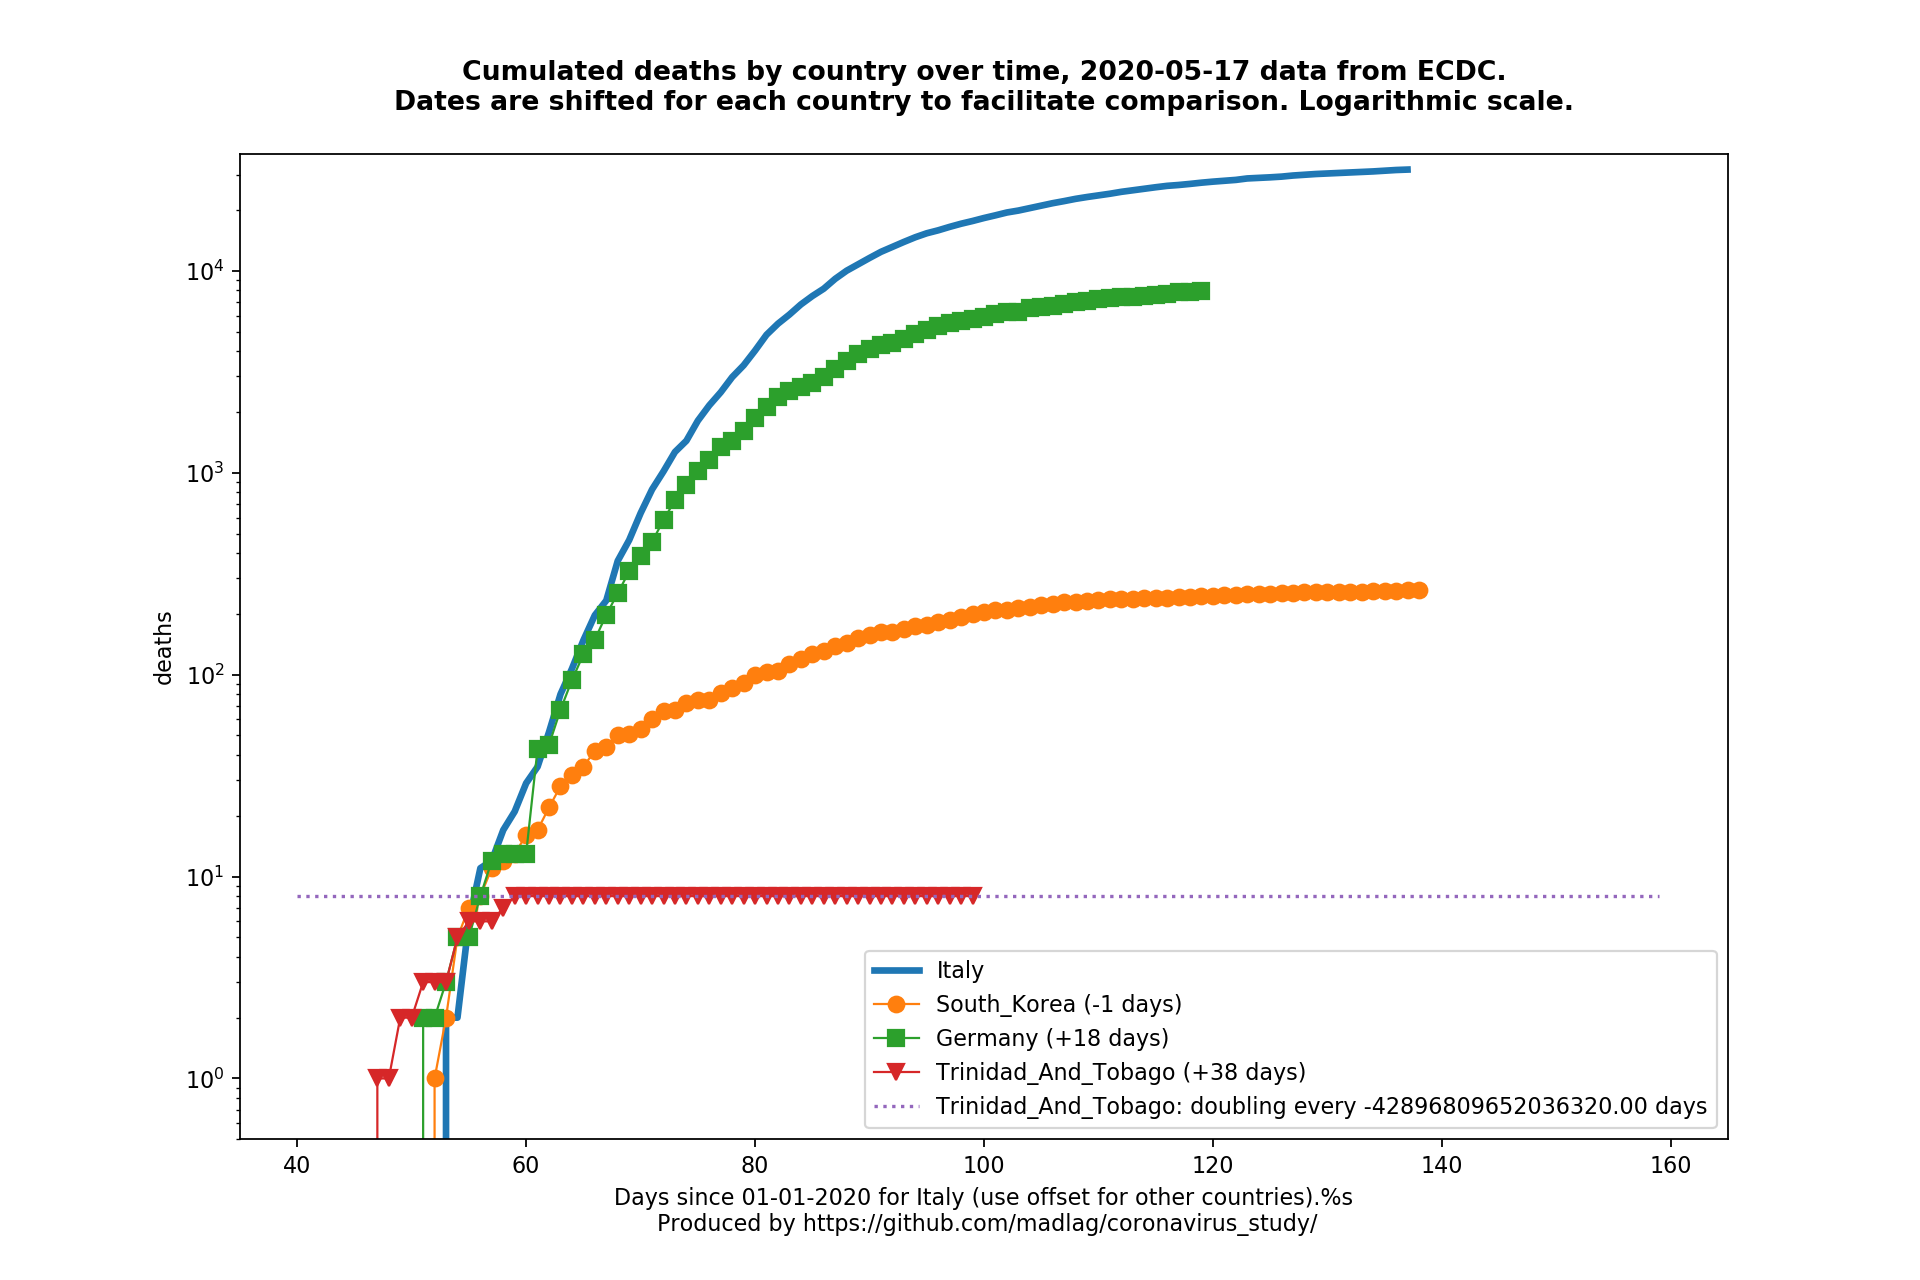 Cumulated deaths by country over time, 2020-05-17 data from ECDC.
Dates are shifted for each country to facilitate comparison. Logarithmic scale.
deaths
10⁴
10³
10²
10¹
10⁰
Italy
South_Korea (-1 days)
Germany (+18 days)
Trinidad_And_Tobago (+38 days)
Trinidad_And_Tobago: doubling every -42896809652036320.00 days
40 60 80 100 120 140 160
Days since 01-01-2020 for Italy (use offset for other countries).%s
Produced by https://github.com/madlag/coronavirus_study/